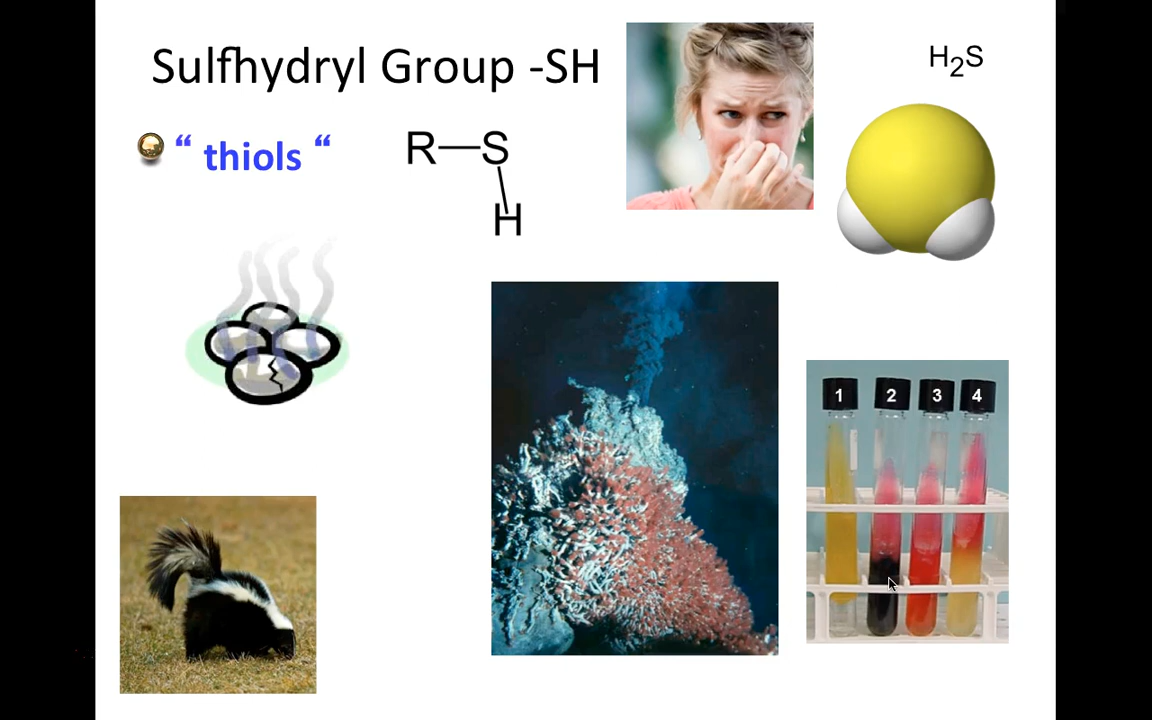 Sulfhydryl Group -SH
“ thiols “
R—S
H
H2S
1 2 3 4